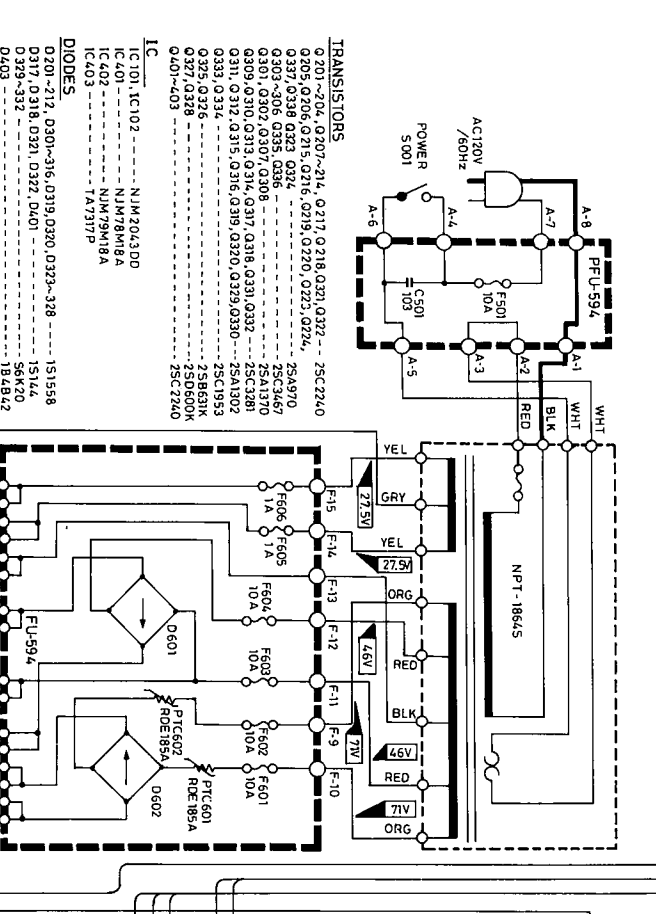 TRANSISTORS
Q201~204,Q207~214,Q217,Q218,Q321,Q322 -- 2SC2240
Q205,Q206,Q215,Q216,Q219,Q220,Q223,Q224,
Q337,Q338 Q323 Q324 ---------- 2SA970
Q303~306 Q335,Q336 ---------- 2SC3467
Q301,Q302,Q307,Q308 ---------- 2SA1370
Q309,Q310,Q313,Q314,Q317,Q318,Q331,Q332 --- 2SC3281
Q311,Q312,Q315,Q316,Q319,Q320,Q329,Q330 --- 2SA1302
Q333,Q334 ---------- 2SC1953
Q325,Q326 ---------- 2SB631K
Q327,Q328 ---------- 2SD600K
Q401~403 ---------- 2SC2240
IC
IC101,IC102 ------ NJM2043DD
IC401 ---------- NJM78M18A
IC402 ---------- NJM79M18A
IC403 ---------- TA7317P
DIODES
D201~212,D301~316,D319,D320,D323~328 --- 1S1558
D317,D318,D321,D322,D401 ---------- 1S144
D329~332 ---------- S6K20
D403 ---------- 1B4B42
AC120V
/60Hz
POWER
S001
A-8
A-7
A-4
A-6
PFU-594
F501
10A
C501
103
A-1
A-2
A-3
A-5
RED
BLK
WHT
WHT
NPT-18645
YEL
GRY
YEL
ORG
RED
BLK
RED
ORG
27.5V
27.5V
46V
71V
46V
71V
F-15
F-14
F-13
F-12
F-11
F-9
F-10
F606
1A
F605
1A
F604
10A
F603
10A
F602
10A
F601
10A
FU-594
D601
D602
PTC602
RDE185A
PTC601
RDE185A